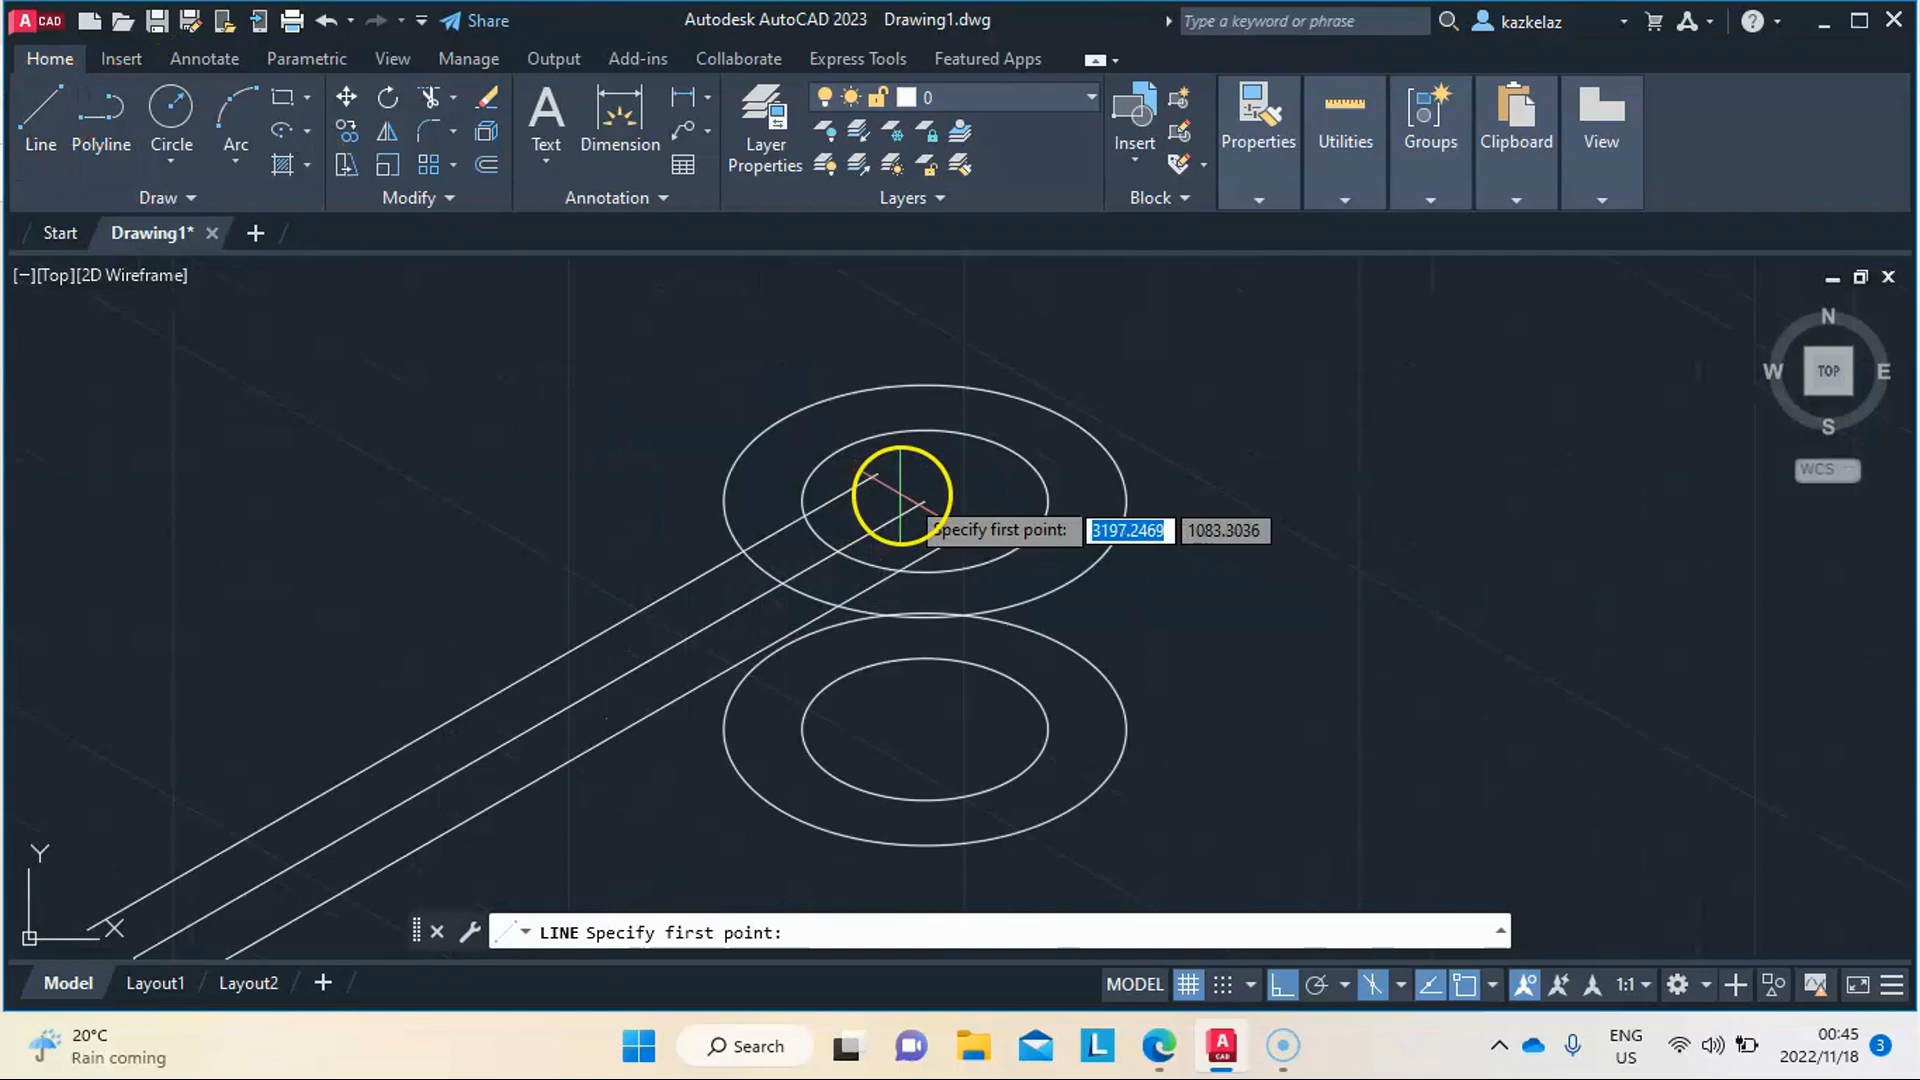 A CAD
Share
Autodesk AutoCAD 2023 Drawing1.dwg
Type a keyword or phrase
kazkelaz
Home Insert Annotate Parametric View Manage Output Add-ins Collaborate Express Tools Featured Apps
0
Line Polyline Circle Arc
Text Dimension
Layer Properties
Insert
Properties Utilities Groups Clipboard View
Draw Modify Annotation Layers Block
Start Drawing1*
[−][Top][2D Wireframe]
N
W TOP E
S
WCS
Specify first point: 3197.2469 1083.3036
Y
X
LINE Specify first point:
Model Layout1 Layout2
MODEL 1:1
20°C
Rain coming
Search
L
A CAD
ENG
US
00:45
2022/11/18
3